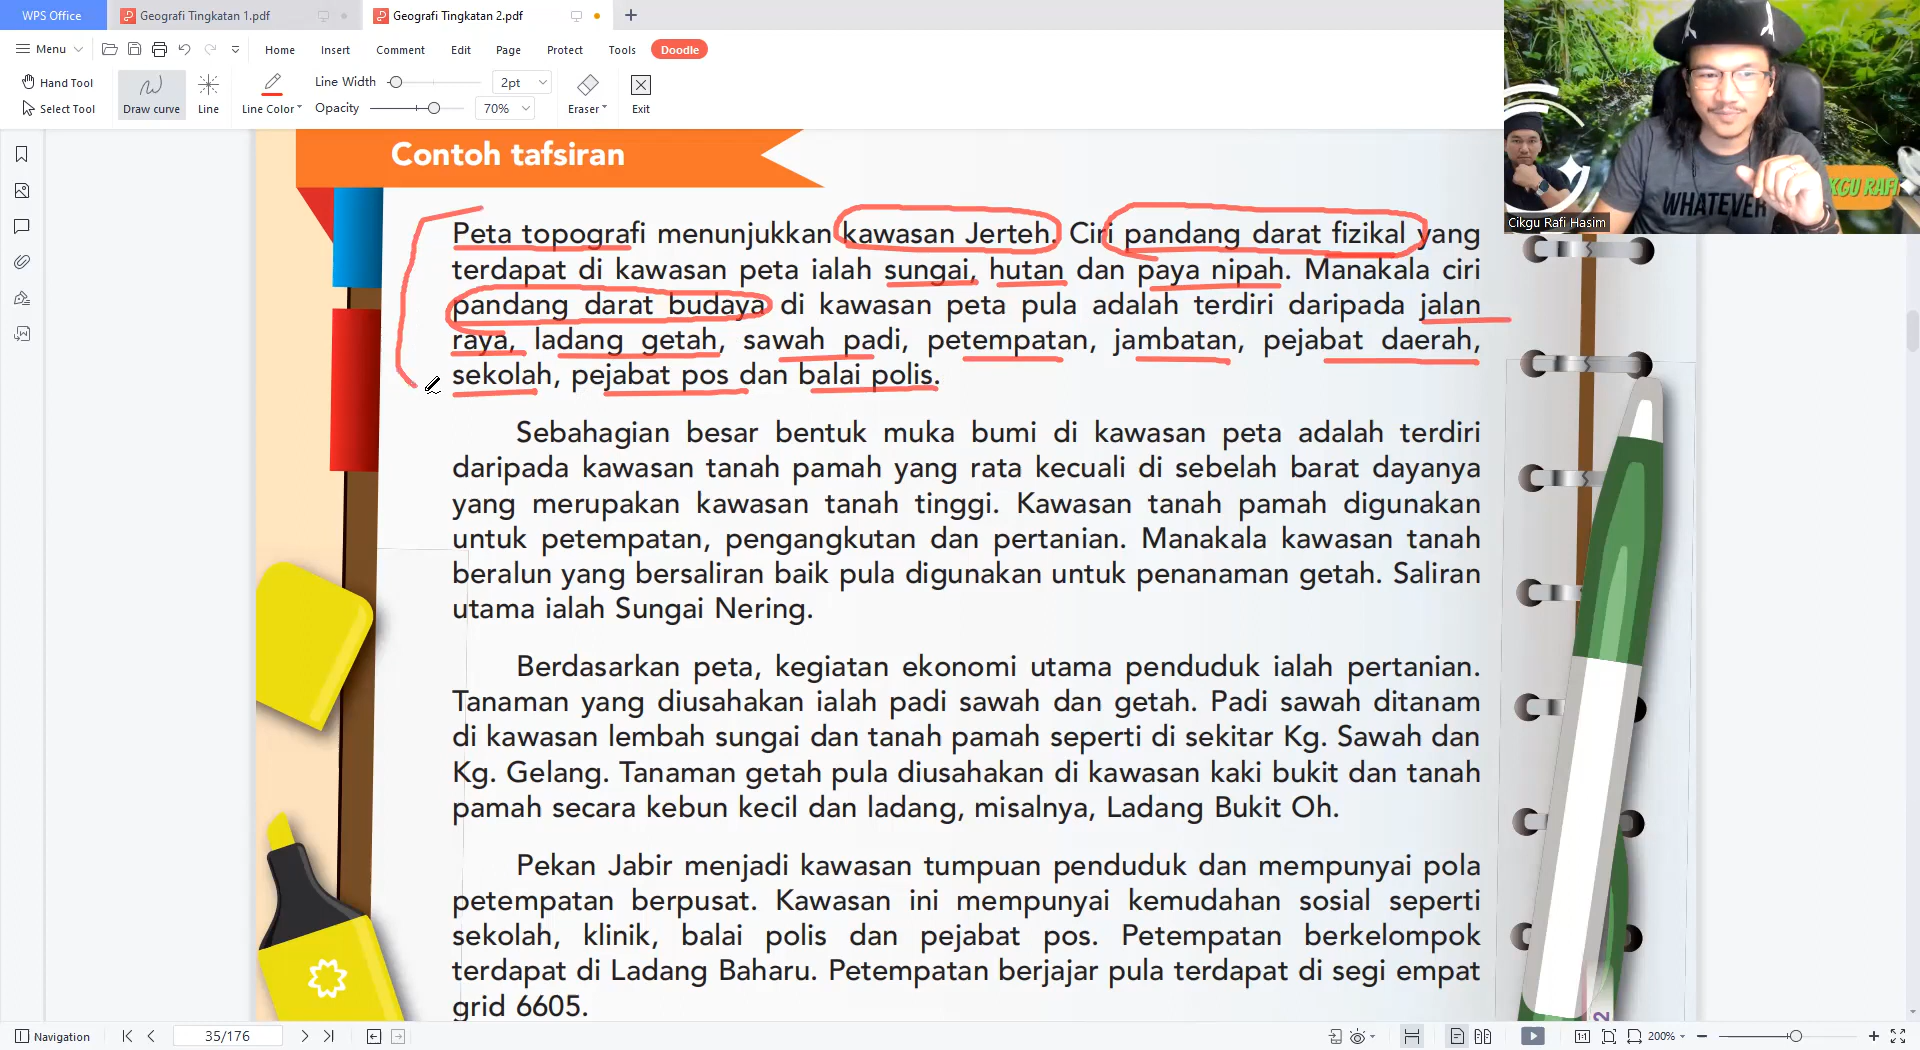 WPS Office
Geografi Tingkatan 1.pdf
Geografi Tingkatan 2.pdf
Menu
Home
Insert
Comment
Edit
Page
Protect
Tools
Doodle
Hand Tool
Select Tool
Draw curve
Line
Line Color
Line Width
2pt
Opacity
70%
Eraser
Exit
WHATEVER
KGU RAFI
Cikgu Rafi Hasim
Contoh tafsiran
Peta topografi menunjukkan kawasan Jerteh. Ciri pandang darat fizikal yang
terdapat di kawasan peta ialah sungai, hutan dan paya nipah. Manakala ciri
pandang darat budaya di kawasan peta pula adalah terdiri daripada jalan
raya, ladang getah, sawah padi, petempatan, jambatan, pejabat daerah,
sekolah, pejabat pos dan balai polis.
Sebahagian besar bentuk muka bumi di kawasan peta adalah terdiri
daripada kawasan tanah pamah yang rata kecuali di sebelah barat dayanya
yang merupakan kawasan tanah tinggi. Kawasan tanah pamah digunakan
untuk petempatan, pengangkutan dan pertanian. Manakala kawasan tanah
beralun yang bersaliran baik pula digunakan untuk penanaman getah. Saliran
utama ialah Sungai Nering.
Berdasarkan peta, kegiatan ekonomi utama penduduk ialah pertanian.
Tanaman yang diusahakan ialah padi sawah dan getah. Padi sawah ditanam
di kawasan lembah sungai dan tanah pamah seperti di sekitar Kg. Sawah dan
Kg. Gelang. Tanaman getah pula diusahakan di kawasan kaki bukit dan tanah
pamah secara kebun kecil dan ladang, misalnya, Ladang Bukit Oh.
Pekan Jabir menjadi kawasan tumpuan penduduk dan mempunyai pola
petempatan berpusat. Kawasan ini mempunyai kemudahan sosial seperti
sekolah, klinik, balai polis dan pejabat pos. Petempatan berkelompok
terdapat di Ladang Baharu. Petempatan berjajar pula terdapat di segi empat
grid 6605.
2
Navigation
35/176
1:1
200%